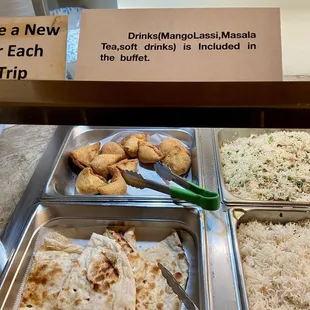 e a New
r Each
Trip
Drinks(MangoLassi,Masala
Tea,soft drinks) is Included in
the buffet.